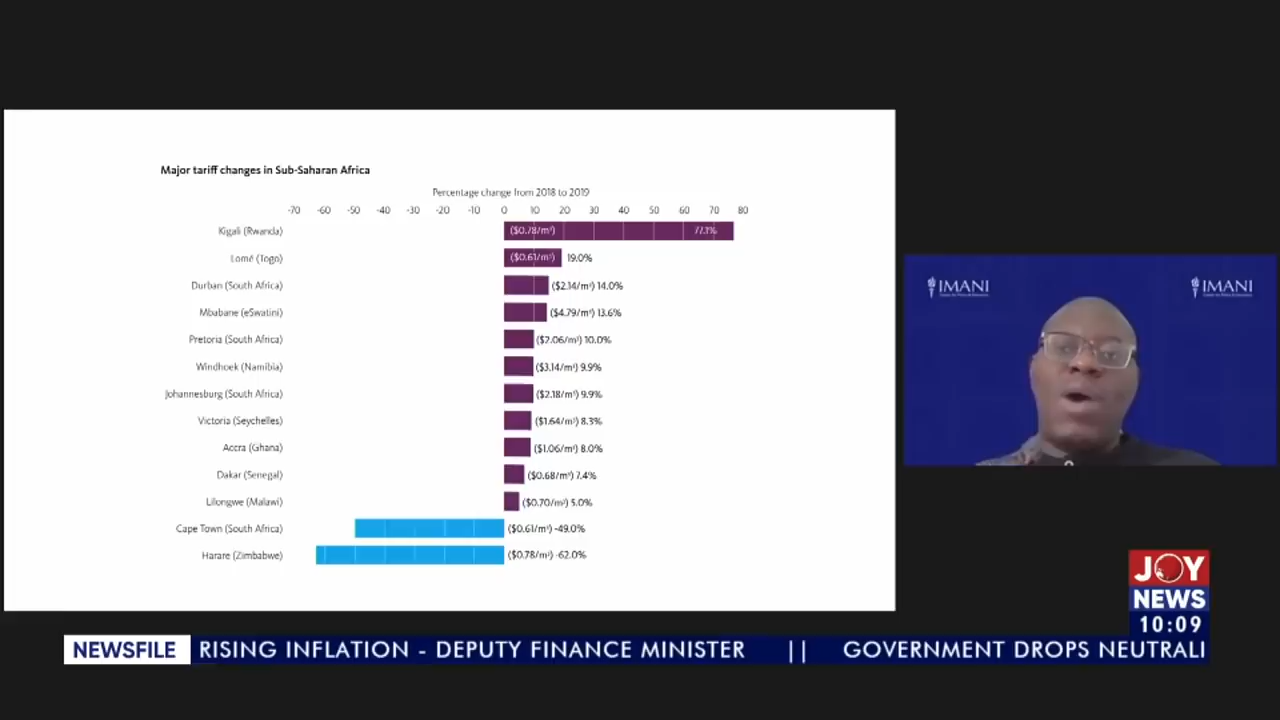 Major tariff changes in Sub-Saharan Africa
Percentage change from 2018 to 2019
-70 -60 -50 -40 -30 -20 -10 0 10 20 30 40 50 60 70 80
Kigali (Rwanda) ($0.78/m³) 77.1%
Lomé (Togo) ($0.61/m³) 19.0%
Durban (South Africa) ($2.14/m³) 14.0%
Mbabane (eSwatini) ($4.79/m³) 13.6%
Pretoria (South Africa) ($2.06/m³) 10.0%
Windhoek (Namibia) ($3.14/m³) 9.9%
Johannesburg (South Africa) ($2.18/m³) 9.9%
Victoria (Seychelles) ($1.64/m³) 8.3%
Accra (Ghana) ($1.06/m³) 8.0%
Dakar (Senegal) ($0.68/m³) 7.4%
Lilongwe (Malawi) ($0.70/m³) 5.0%
Cape Town (South Africa) ($0.61/m³) -49.0%
Harare (Zimbabwe) ($0.78/m³) -62.0%
IMANI
IMANI
JOY
NEWS
10:09
NEWSFILE RISING INFLATION - DEPUTY FINANCE MINISTER || GOVERNMENT DROPS NEUTRALI